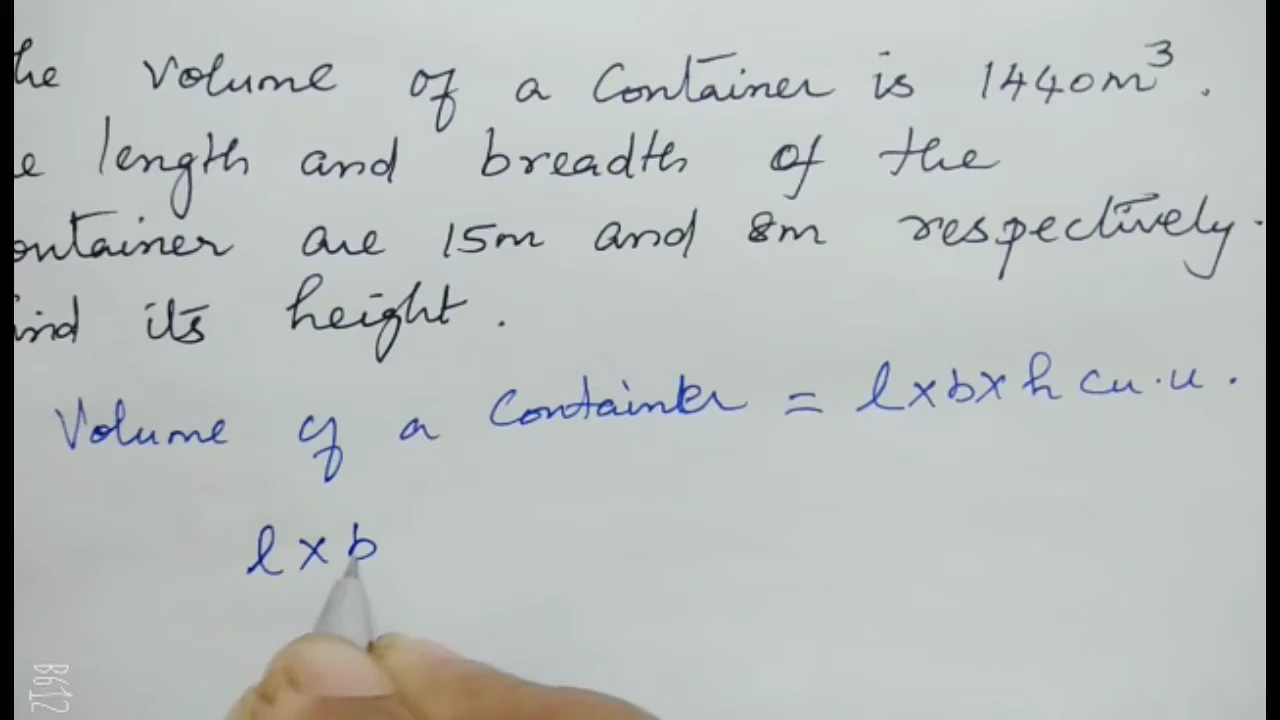 he volume of a Container is 1440m³.
e length and breadth of the
ontainer are 15m and 8m respectively.
ind its height.
Volume of a Container = l×b×h cu.u.
l×b
B612